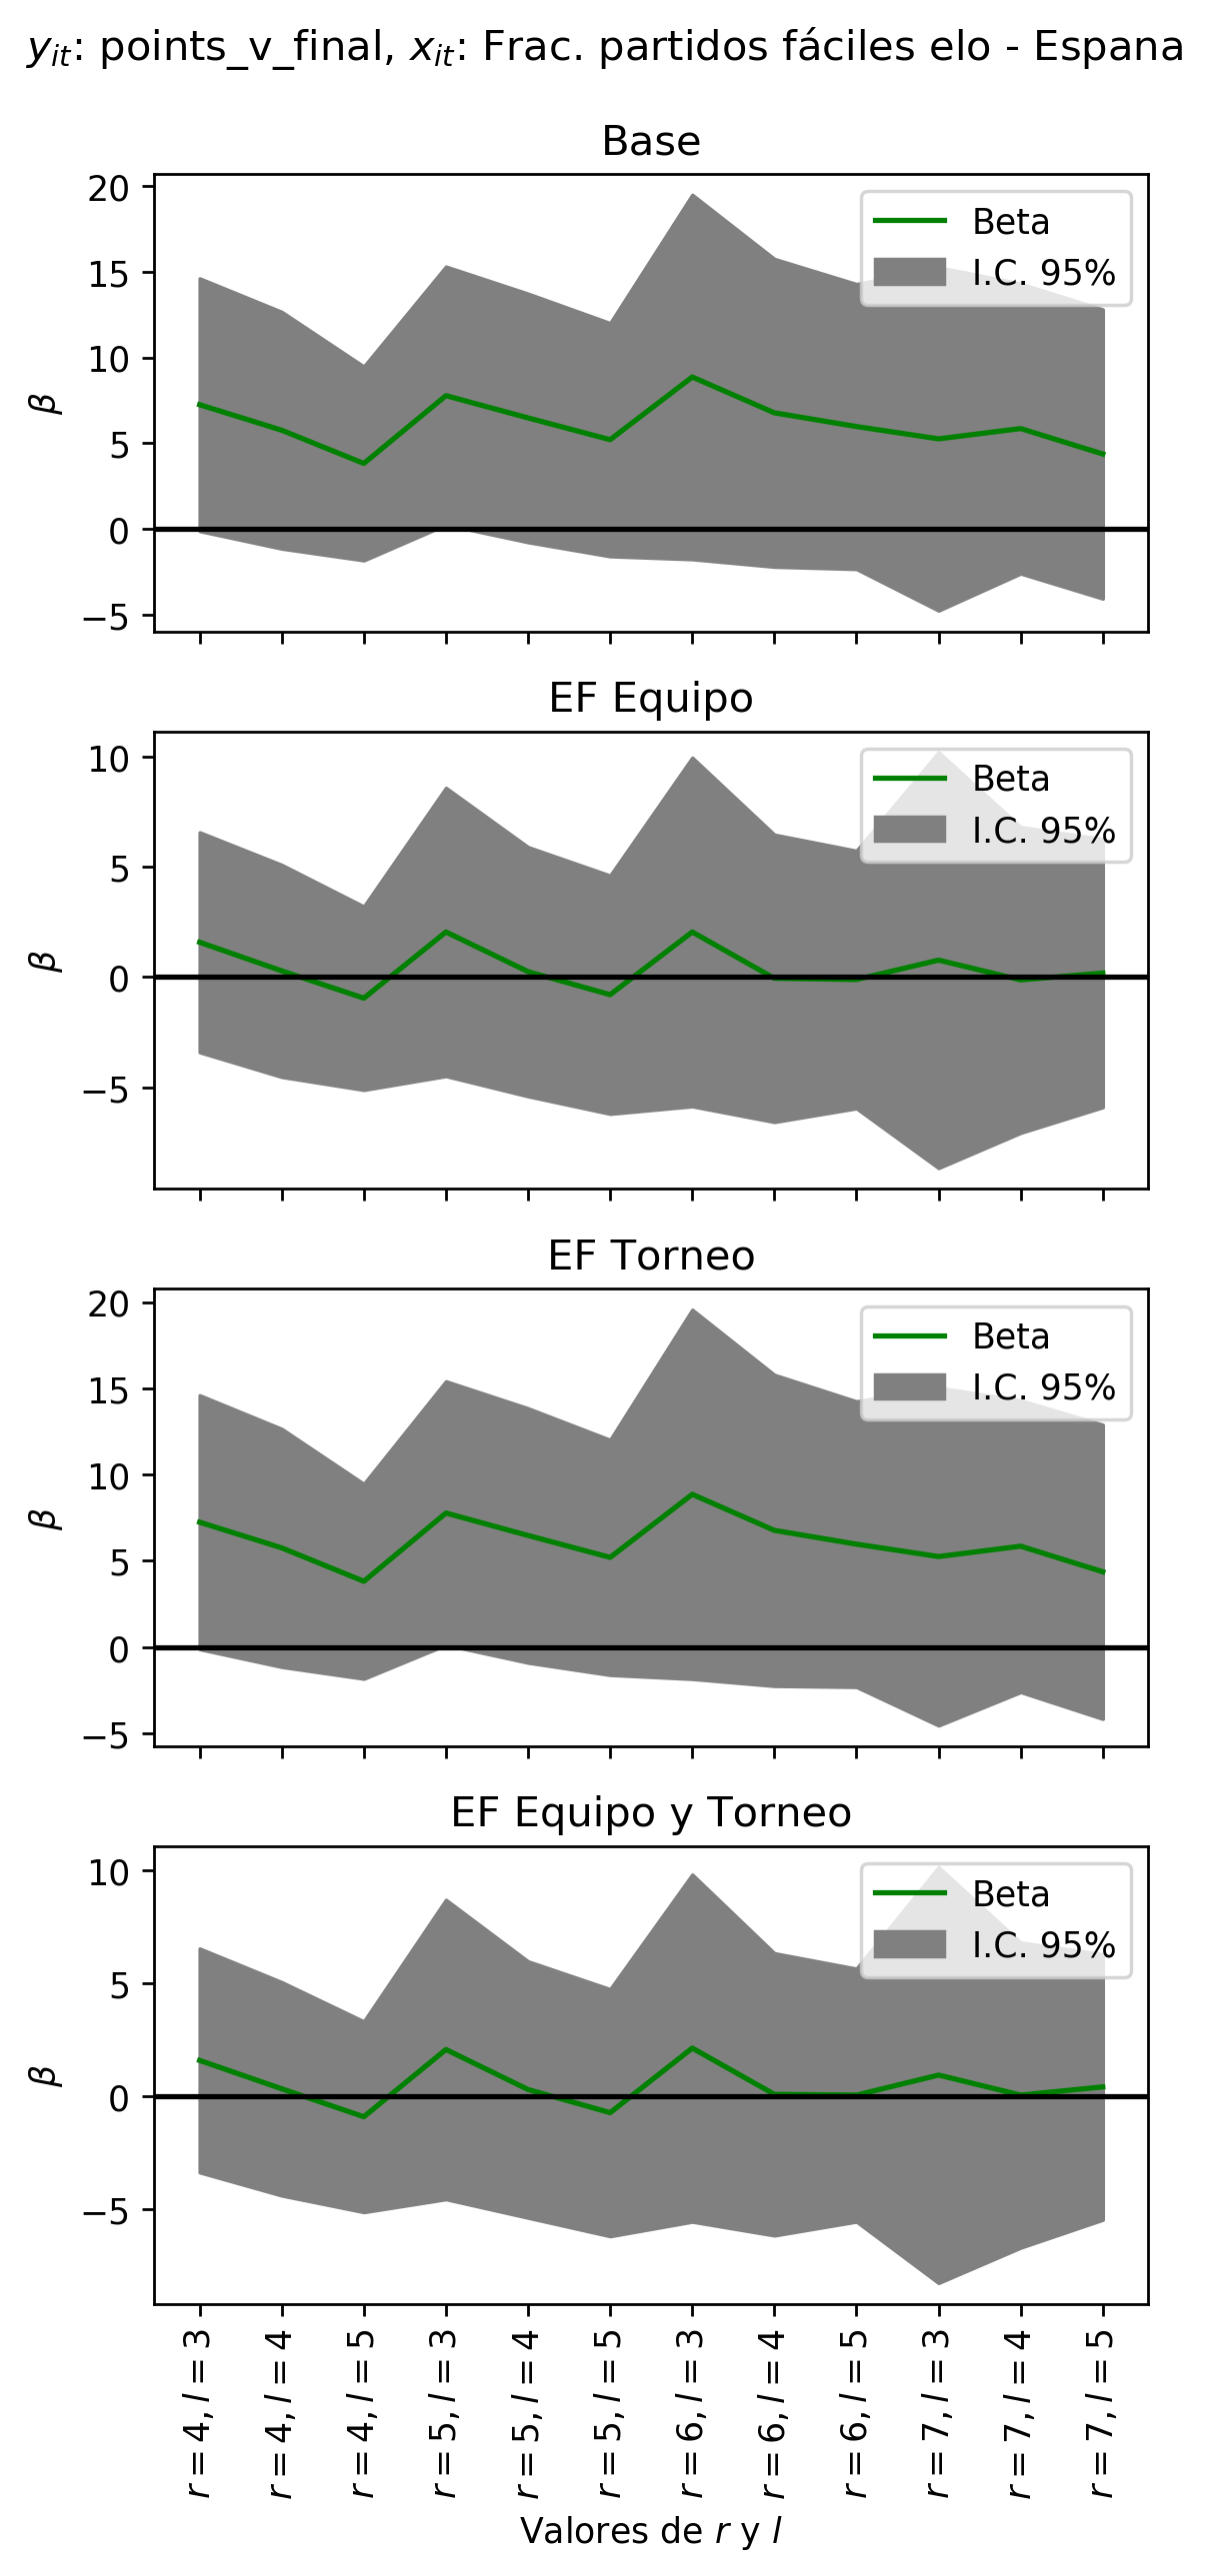 y_it: points_v_final, x_it: Frac. partidos fáciles elo - Espana
Base
20
15
10
5
0
−5
β
Beta
I.C. 95%
EF Equipo
10
5
0
−5
β
Beta
I.C. 95%
EF Torneo
20
15
10
5
0
−5
β
Beta
I.C. 95%
EF Equipo y Torneo
10
5
0
−5
β
Beta
I.C. 95%
r = 4, l = 3
r = 4, l = 4
r = 4, l = 5
r = 5, l = 3
r = 5, l = 4
r = 5, l = 5
r = 6, l = 3
r = 6, l = 4
r = 6, l = 5
r = 7, l = 3
r = 7, l = 4
r = 7, l = 5
Valores de r y l